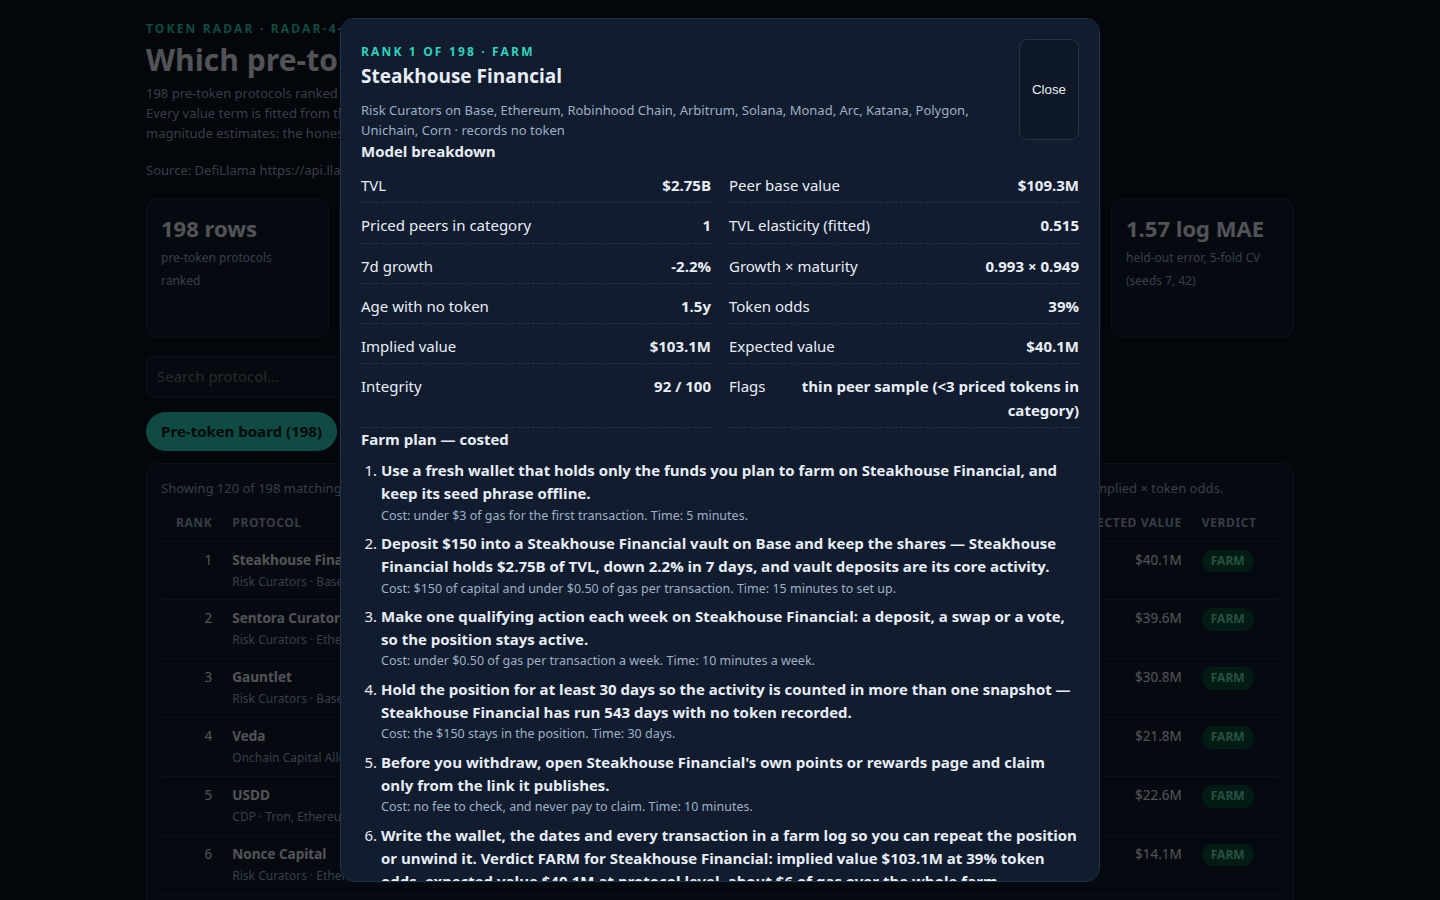 TOKEN RADAR · RADAR-4-
Which pre-to
198 pre-token protocols ranked
Every value term is fitted from th
magnitude estimates: the hones
Source: DefiLlama https://api.lla
198 rows
pre-token protocols
ranked
1.57 log MAE
held-out error, 5-fold CV
(seeds 7, 42)
Search protocol...
Pre-token board (198)
Showing 120 of 198 matching
mplied × token odds.
RANK PROTOCOL
ECTED VALUE VERDICT
1 Steakhouse Fina
Risk Curators · Base
$40.1M FARM
2 Sentora Curator
Risk Curators · Ethe
$39.6M FARM
3 Gauntlet
Risk Curators · Base
$30.8M FARM
4 Veda
Onchain Capital All
$21.8M FARM
5 USDD
CDP · Tron, Ethereu
$22.6M FARM
6 Nonce Capital
Risk Curators · Ethe
$14.1M FARM
RANK 1 OF 198 · FARM
Steakhouse Financial
Risk Curators on Base, Ethereum, Robinhood Chain, Arbitrum, Solana, Monad, Arc, Katana, Polygon,
Unichain, Corn · records no token
Close
Model breakdown
TVL $2.75B Peer base value $109.3M
Priced peers in category 1 TVL elasticity (fitted) 0.515
7d growth -2.2% Growth × maturity 0.993 × 0.949
Age with no token 1.5y Token odds 39%
Implied value $103.1M Expected value $40.1M
Integrity 92 / 100 Flags thin peer sample (<3 priced tokens in
category)
Farm plan — costed
1. Use a fresh wallet that holds only the funds you plan to farm on Steakhouse Financial, and
keep its seed phrase offline.
Cost: under $3 of gas for the first transaction. Time: 5 minutes.
2. Deposit $150 into a Steakhouse Financial vault on Base and keep the shares — Steakhouse
Financial holds $2.75B of TVL, down 2.2% in 7 days, and vault deposits are its core activity.
Cost: $150 of capital and under $0.50 of gas per transaction. Time: 15 minutes to set up.
3. Make one qualifying action each week on Steakhouse Financial: a deposit, a swap or a vote,
so the position stays active.
Cost: under $0.50 of gas per transaction a week. Time: 10 minutes a week.
4. Hold the position for at least 30 days so the activity is counted in more than one snapshot —
Steakhouse Financial has run 543 days with no token recorded.
Cost: the $150 stays in the position. Time: 30 days.
5. Before you withdraw, open Steakhouse Financial's own points or rewards page and claim
only from the link it publishes.
Cost: no fee to check, and never pay to claim. Time: 10 minutes.
6. Write the wallet, the dates and every transaction in a farm log so you can repeat the position
or unwind it. Verdict FARM for Steakhouse Financial: implied value $103.1M at 39% token
odds, expected value $40.1M at protocol level, about $6 of gas over the whole farm.